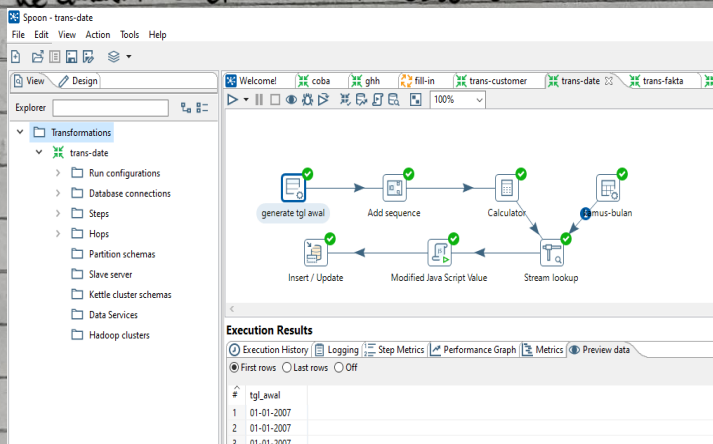 Spoon - trans-date
File Edit View Action Tools Help
View Design
Welcome! coba ghh fill-in trans-customer trans-date trans-fakta
Explorer
100%
Transformations
trans-date
Run configurations
Database connections
Steps
Hops
Partition schemas
Slave server
Kettle cluster schemas
Data Services
Hadoop clusters
generate tgl awal Add sequence Calculator mus-bulan
Insert / Update Modified Java Script Value Stream lookup
Execution Results
Execution History Logging Step Metrics Performance Graph Metrics Preview data
First rows Last rows Off
# tgl_awal
1 01-01-2007
2 01-01-2007
3 01-01-2007